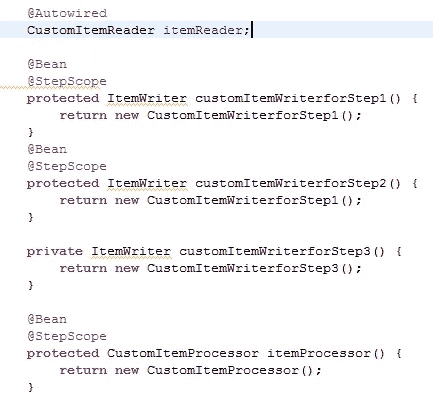 @Autowired
CustomItemReader itemReader;
@Bean
@StepScope
protected ItemWriter customItemWriterforStep1() {
return new CustomItemWriterforStep1();
}
@Bean
@StepScope
protected ItemWriter customItemWriterforStep2() {
return new CustomItemWriterforStep1();
}
private ItemWriter customItemWriterforStep3() {
return new CustomItemWriterforStep3();
}
@Bean
@StepScope
protected CustomItemProcessor itemProcessor() {
return new CustomItemProcessor();
}